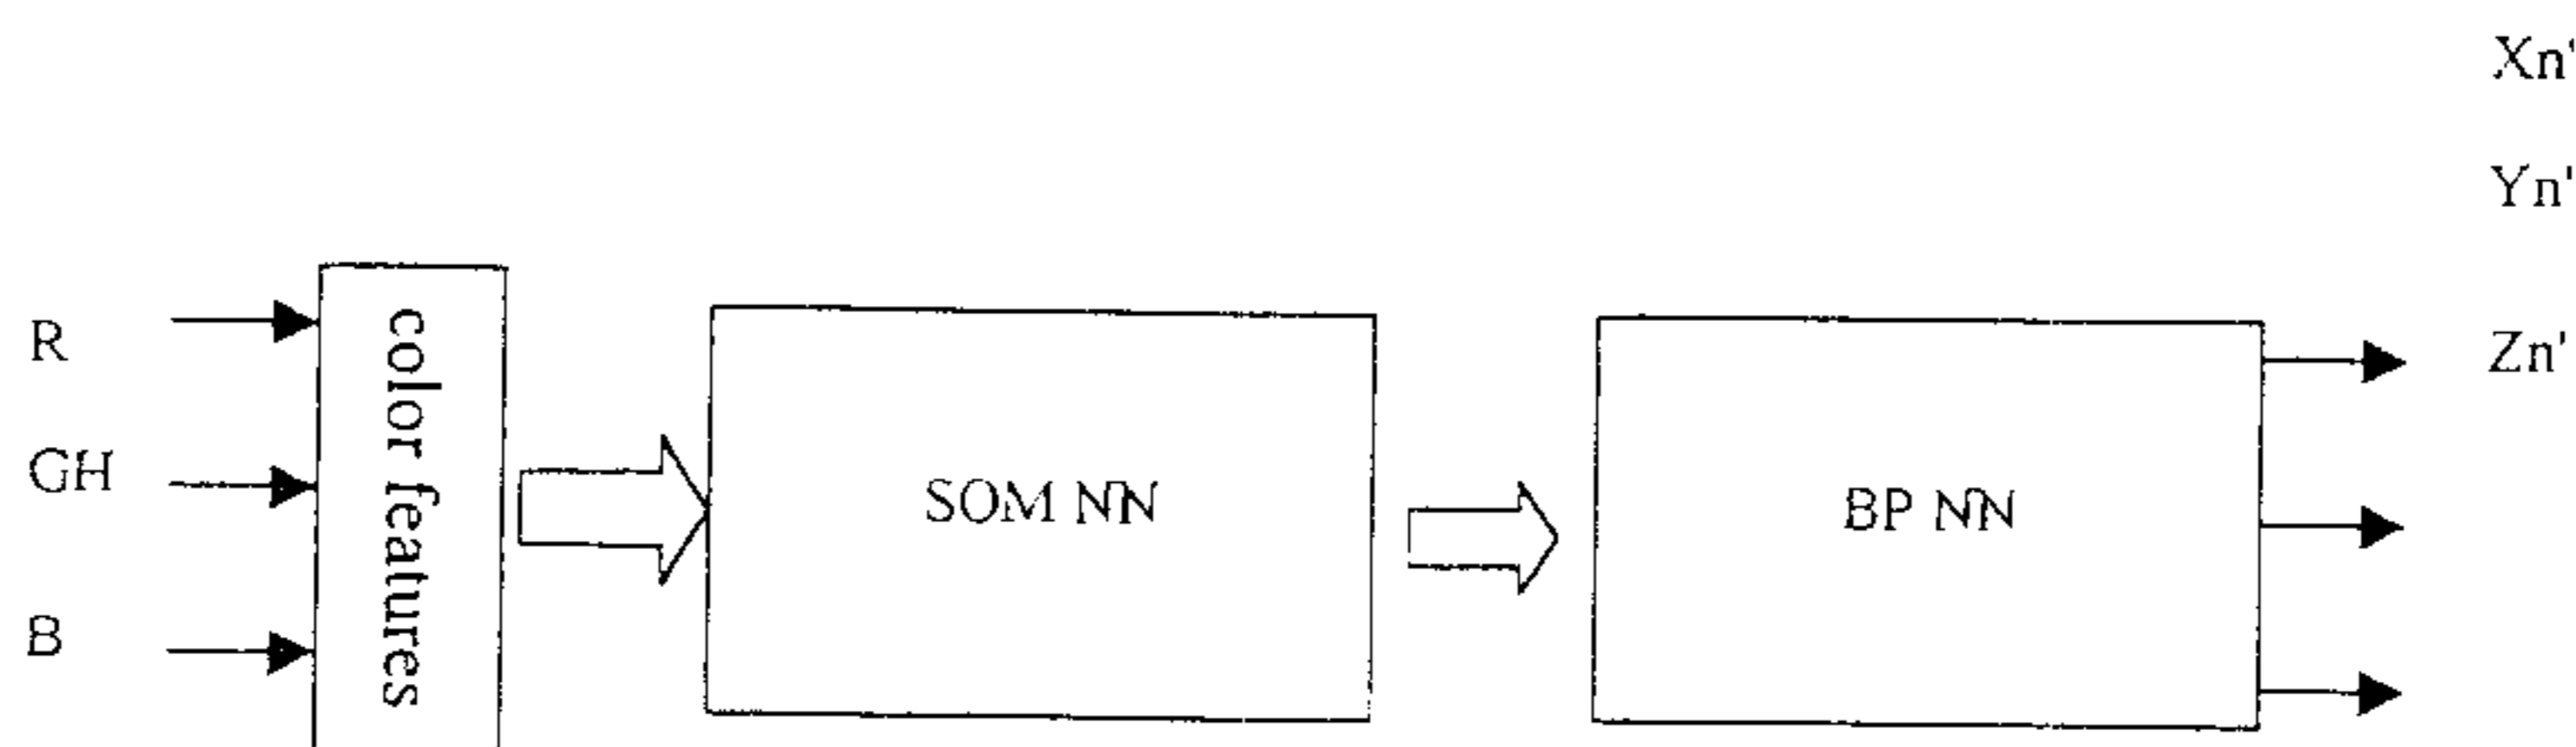 Xn'
Yn'
Zn'
R
GH
B
color features
SOM NN
BP NN